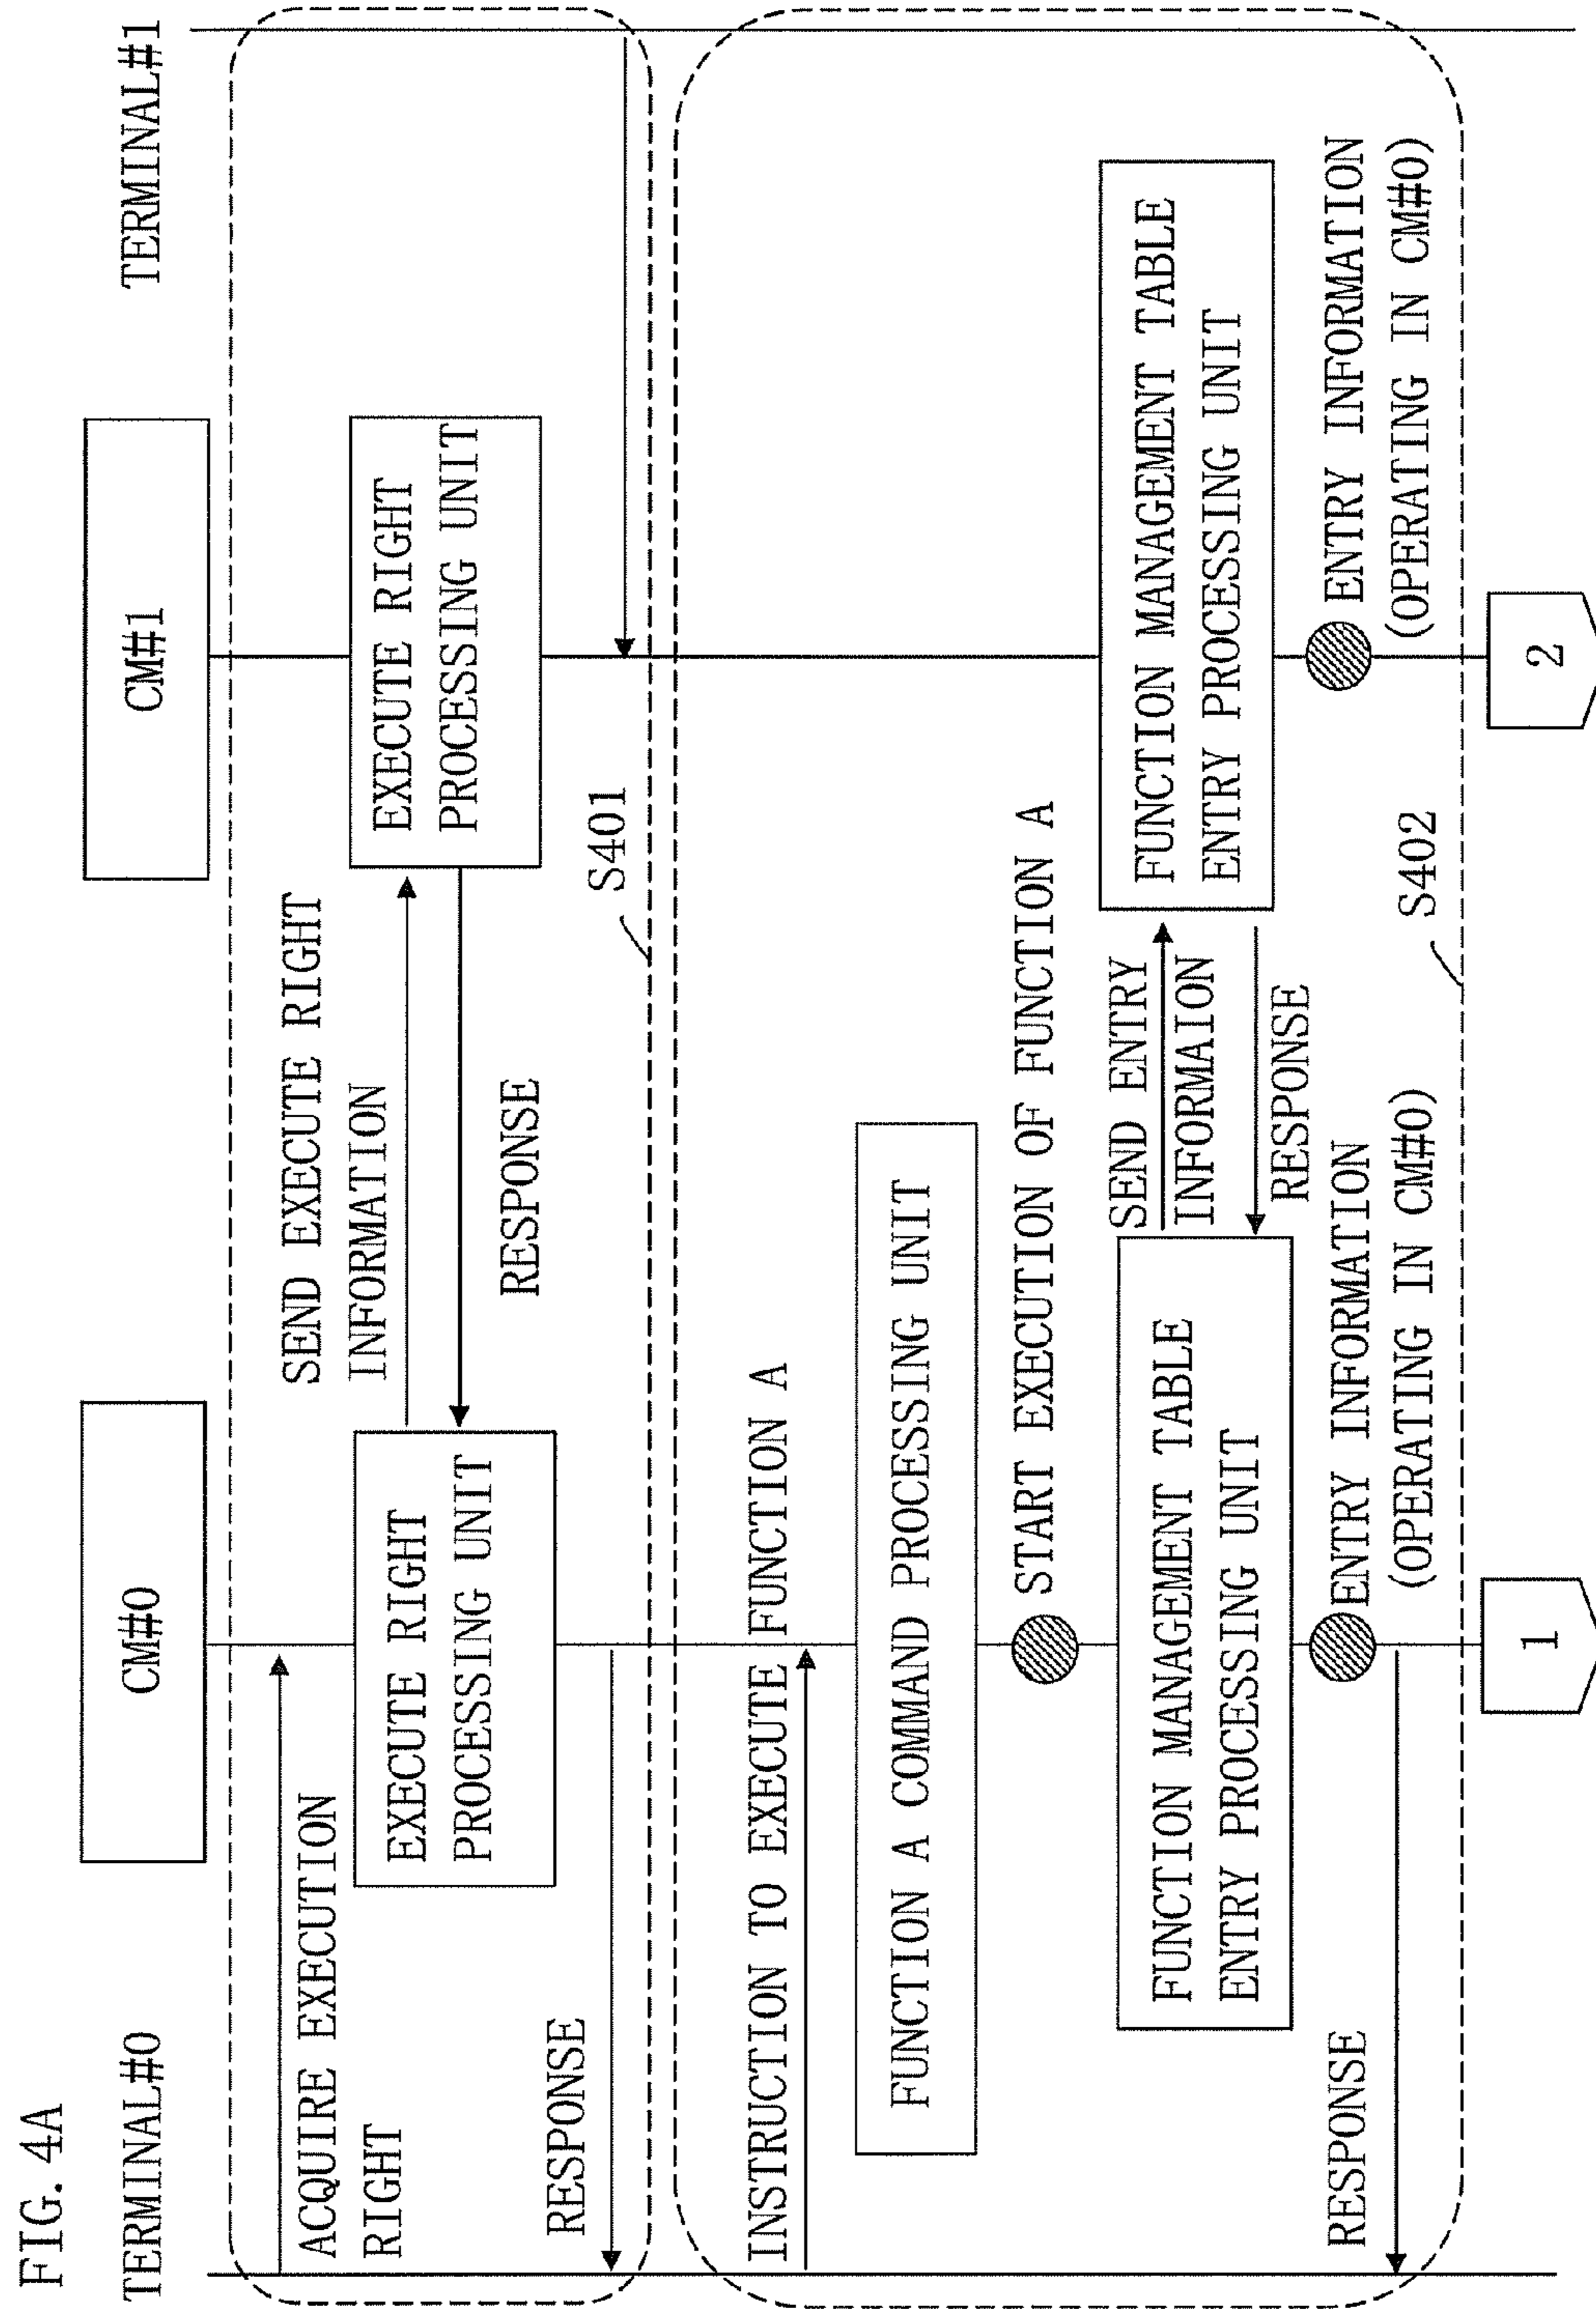 FIG. 4A
TERMINAL#0
CM#0
CM#1
TERMINAL#1
ACQUIRE EXECUTION
RIGHT
SEND EXECUTE RIGHT
INFORMATION
EXECUTE RIGHT
PROCESSING UNIT
EXECUTE RIGHT
PROCESSING UNIT
RESPONSE
RESPONSE
S401
INSTRUCTION TO EXECUTE FUNCTION A
FUNCTION A COMMAND PROCESSING UNIT
START EXECUTION OF FUNCTION A
FUNCTION MANAGEMENT TABLE
ENTRY PROCESSING UNIT
SEND ENTRY
INFORMAION
RESPONSE
FUNCTION MANAGEMENT TABLE
ENTRY PROCESSING UNIT
RESPONSE
ENTRY INFORMATION
(OPERATING IN CM#0)
ENTRY INFORMATION
(OPERATING IN CM#0)
S402
1
2